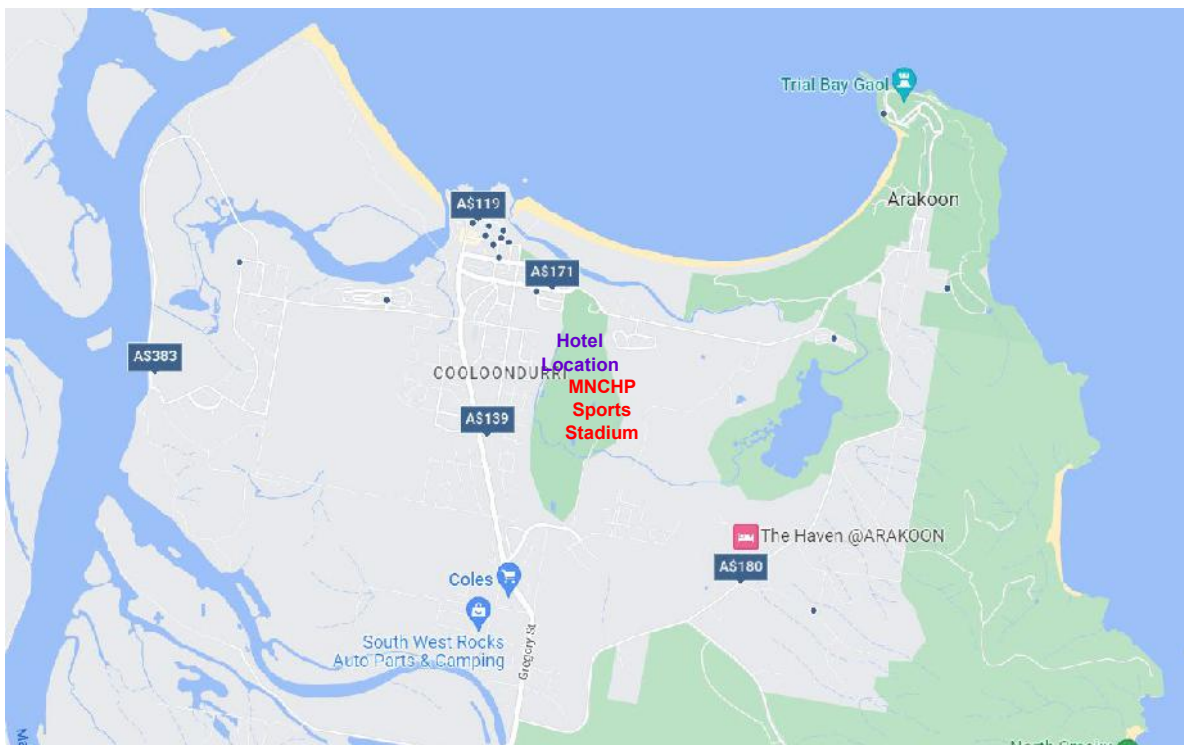 Trial Bay Gaol
Arakoon
A$119
A$171
Hotel
Location
A$383
COOLOONDURRI
MNCHP
Sports
Stadium
A$139
The Haven @ARAKOON
A$180
Coles
South West Rocks
Auto Parts & Camping
Gregory St